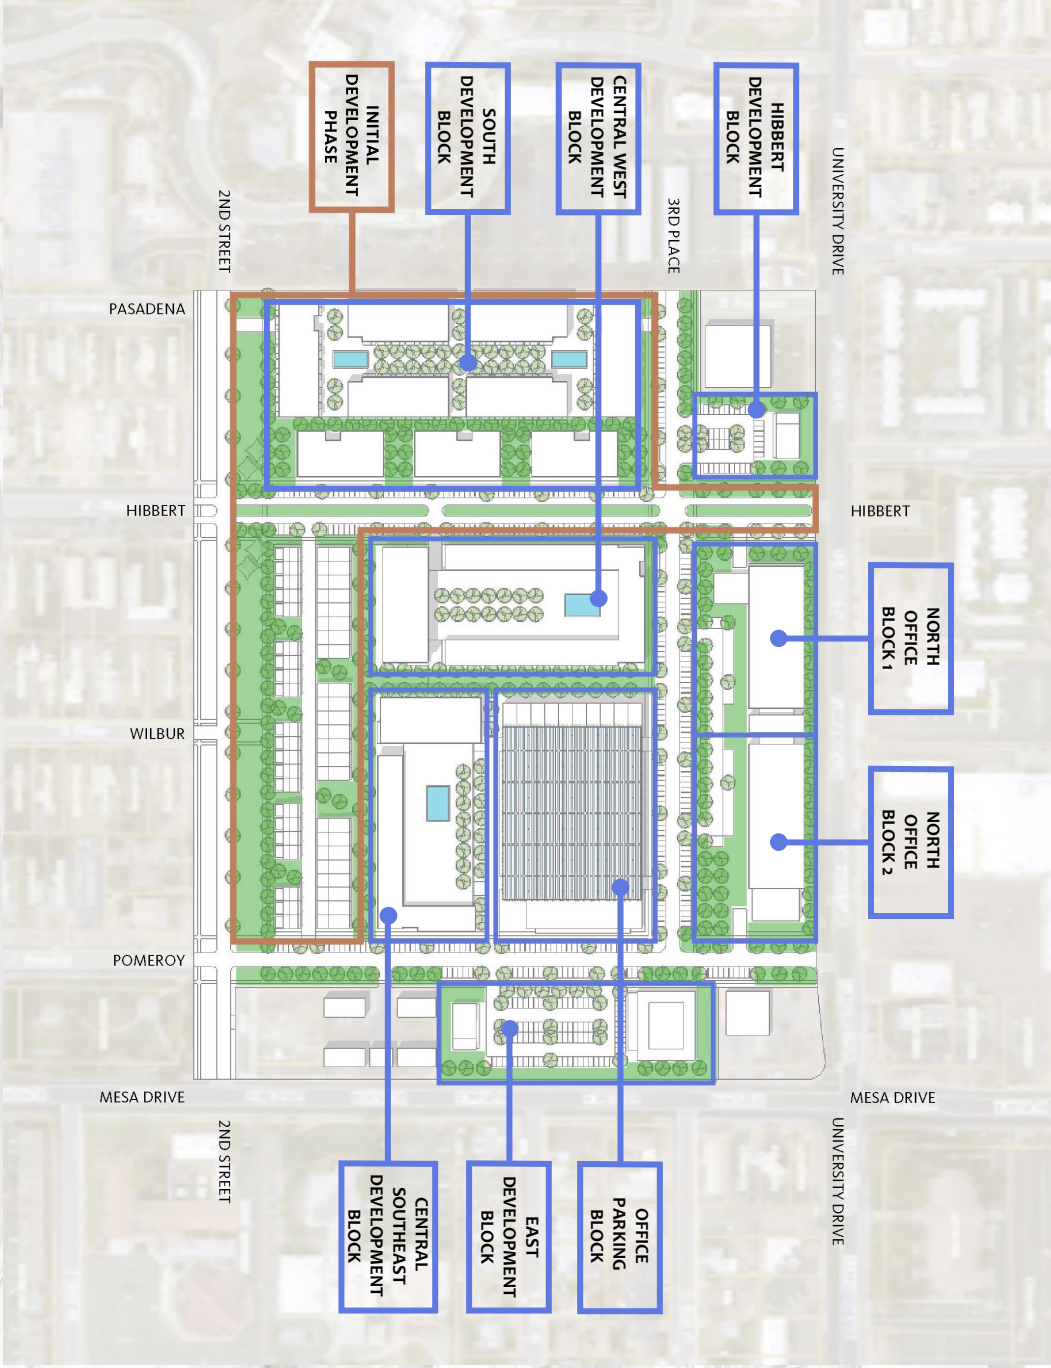 INITIAL
DEVELOPMENT
PHASE
SOUTH
DEVELOPMENT
BLOCK
CENTRAL WEST
DEVELOPMENT
BLOCK
HIBBERT
DEVELOPMENT
BLOCK
2ND STREET
3RD PLACE
UNIVERSITY DRIVE
PASADENA
HIBBERT
HIBBERT
NORTH
OFFICE
BLOCK 1
WILBUR
NORTH
OFFICE
BLOCK 2
POMEROY
MESA DRIVE
MESA DRIVE
2ND STREET
UNIVERSITY DRIVE
CENTRAL
SOUTHEAST
DEVELOPMENT
BLOCK
EAST
DEVELOPMENT
BLOCK
OFFICE
PARKING
BLOCK